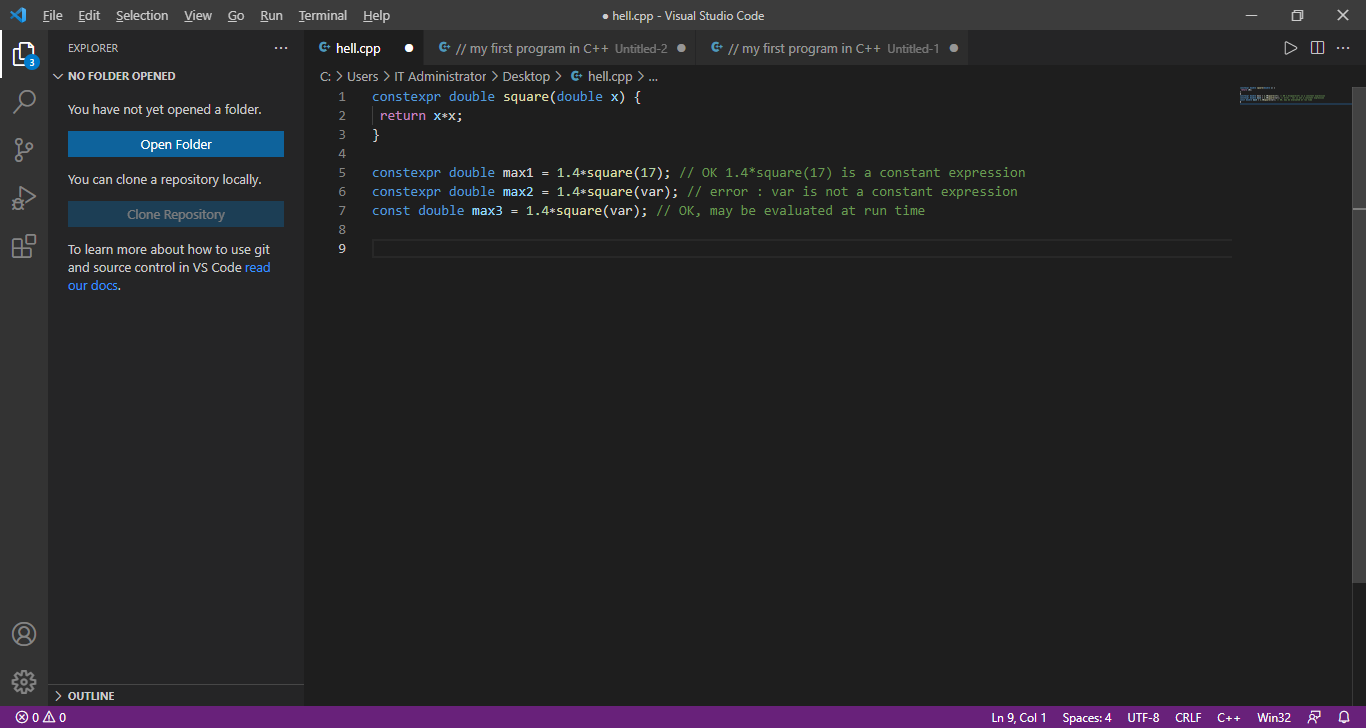 File Edit Selection View Go Run Terminal Help
● hell.cpp - Visual Studio Code
3
EXPLORER
NO FOLDER OPENED
You have not yet opened a folder.
Open Folder
You can clone a repository locally.
Clone Repository
To learn more about how to use git
and source control in VS Code read
our docs.
OUTLINE
hell.cpp ● // my first program in C++ Untitled-2 ● // my first program in C++ Untitled-1 ●
C: > Users > IT Administrator > Desktop > hell.cpp > ...
1 constexpr double square(double x) {
2 return x*x;
3 }
4
5 constexpr double max1 = 1.4*square(17); // OK 1.4*square(17) is a constant expression
6 constexpr double max2 = 1.4*square(var); // error : var is not a constant expression
7 const double max3 = 1.4*square(var); // OK, may be evaluated at run time
8
9
0 0 Ln 9, Col 1 Spaces: 4 UTF-8 CRLF C++ Win32